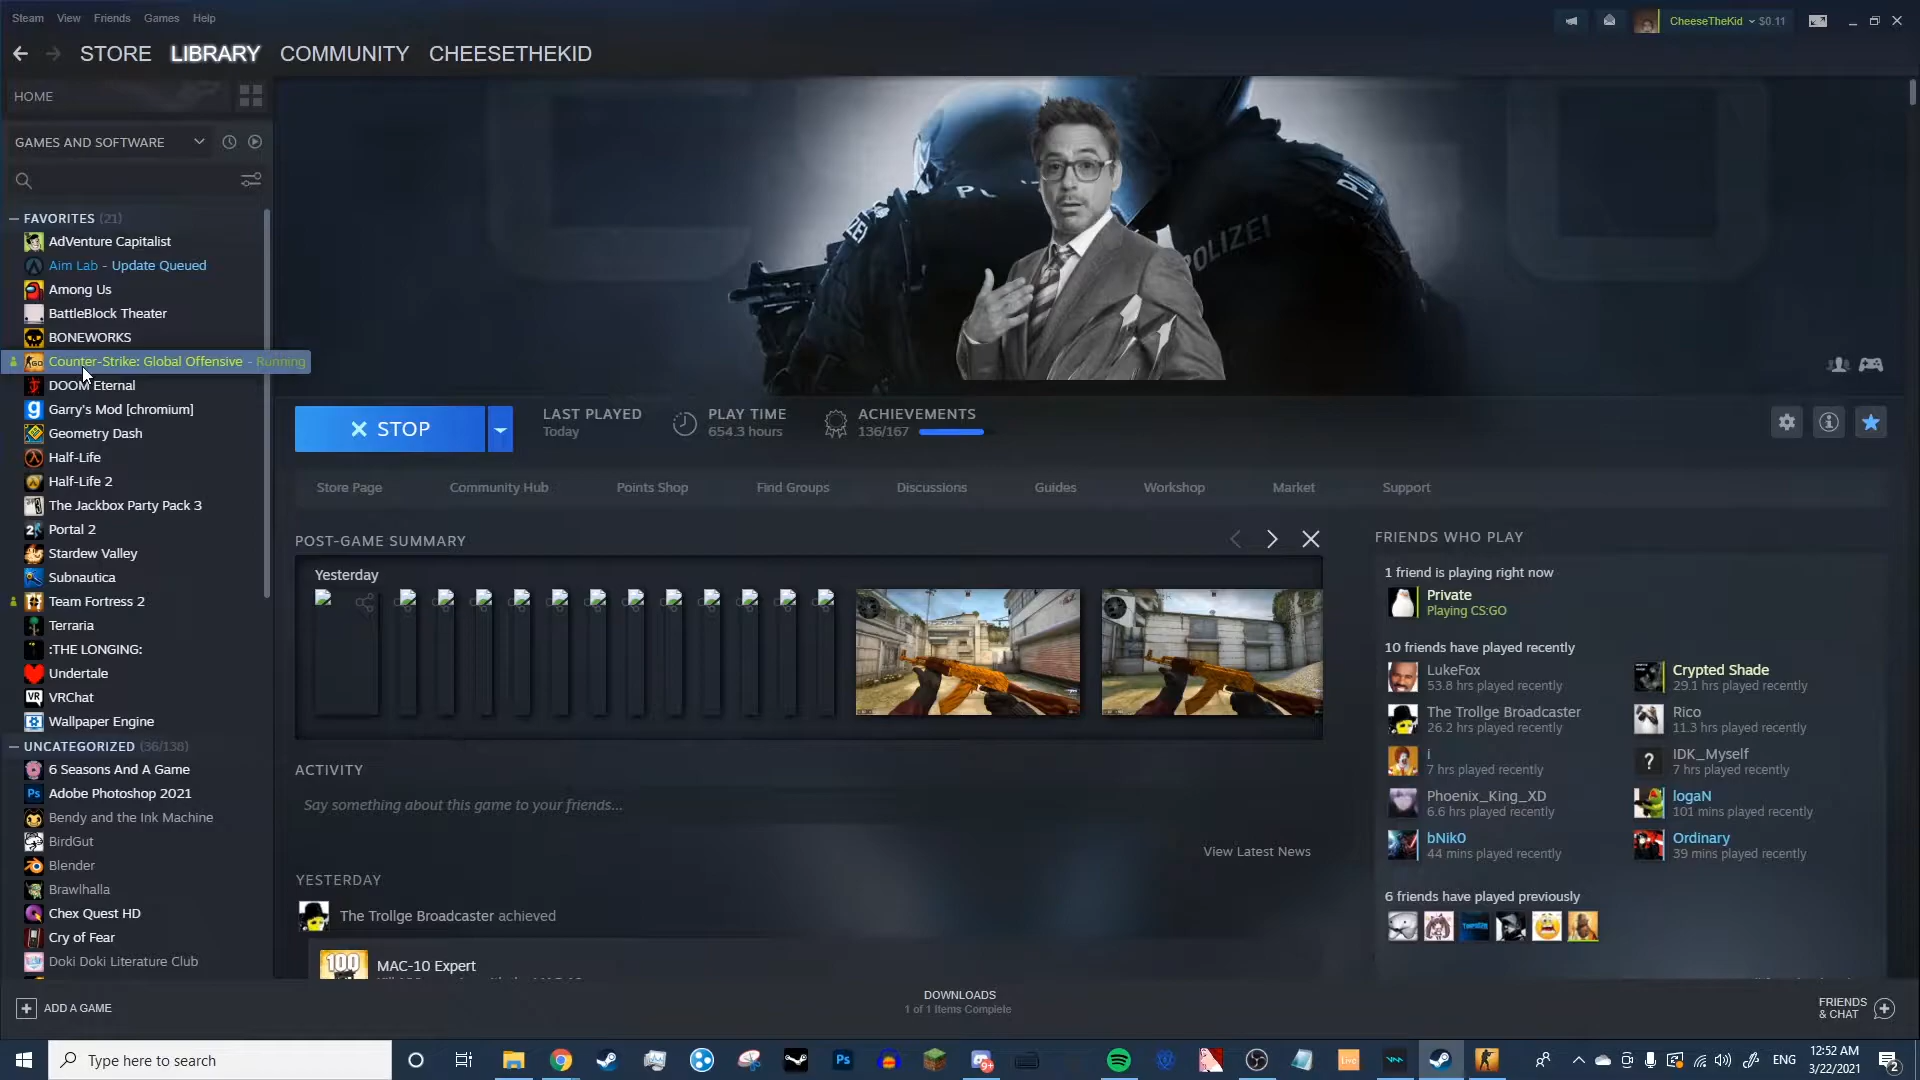 Steam View Friends Games Help
CheeseTheKid $0.11
STORE LIBRARY COMMUNITY CHEESETHEKID
HOME
GAMES AND SOFTWARE
FAVORITES (21)
AdVenture Capitalist
Aim Lab - Update Queued
Among Us
BattleBlock Theater
BONEWORKS
Counter-Strike: Global Offensive - Running
DOOM Eternal
Garry's Mod [chromium]
Geometry Dash
Half-Life
Half-Life 2
The Jackbox Party Pack 3
Portal 2
Stardew Valley
Subnautica
Team Fortress 2
Terraria
:THE LONGING:
Undertale
VRChat
Wallpaper Engine
UNCATEGORIZED (36/138)
6 Seasons And A Game
Adobe Photoshop 2021
Bendy and the Ink Machine
BirdGut
Blender
Brawlhalla
Chex Quest HD
Cry of Fear
Doki Doki Literature Club
ADD A GAME
POLIZEI
STOP
LAST PLAYED
Today
PLAY TIME
654.3 hours
ACHIEVEMENTS
136/167
Store Page Community Hub Points Shop Find Groups Discussions Guides Workshop Market Support
POST-GAME SUMMARY
Yesterday
ACTIVITY
Say something about this game to your friends...
View Latest News
YESTERDAY
The Trollge Broadcaster achieved
100
MAC-10 Expert
FRIENDS WHO PLAY
1 friend is playing right now
Private
Playing CS:GO
10 friends have played recently
LukeFox
53.8 hrs played recently
Crypted Shade
29.1 hrs played recently
The Trollge Broadcaster
26.2 hrs played recently
Rico
11.3 hrs played recently
i
7 hrs played recently
IDK_Myself
7 hrs played recently
Phoenix_King_XD
6.6 hrs played recently
logaN
101 mins played recently
bNik0
44 mins played recently
Ordinary
39 mins played recently
6 friends have played previously
DOWNLOADS
1 of 1 Items Complete
FRIENDS
& CHAT
Type here to search
ENG
12:52 AM
3/22/2021